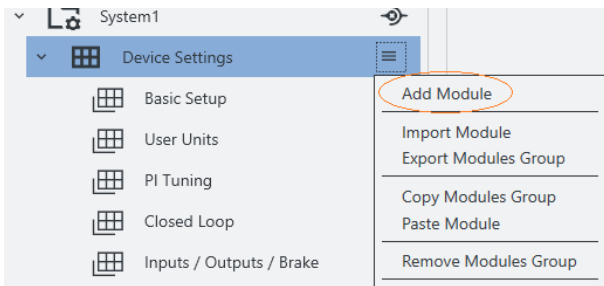 System1
Device Settings
Basic Setup
User Units
PI Tuning
Closed Loop
Inputs / Outputs / Brake
Add Module
Import Module
Export Modules Group
Copy Modules Group
Paste Module
Remove Modules Group